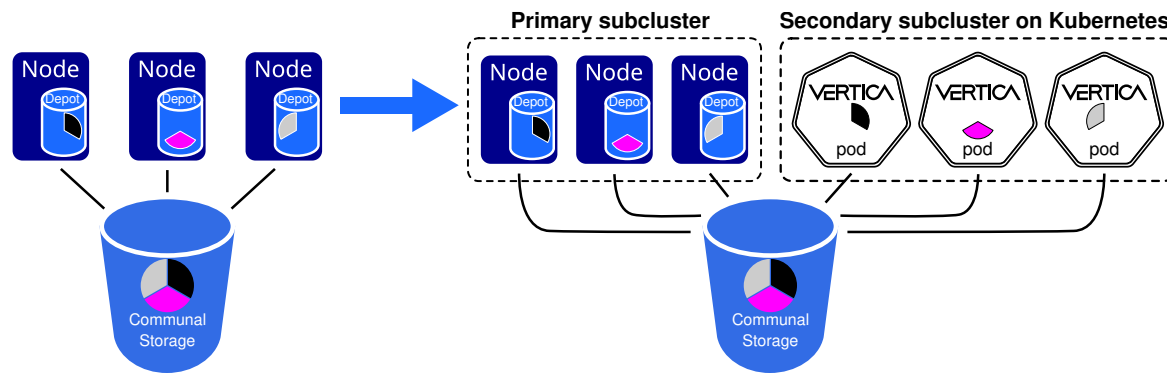 Primary subcluster
Secondary subcluster on Kubernetes
Node
Node
Node
Depot
Depot
Depot
Communal
Storage
Node
Node
Node
Depot
Depot
Depot
VERTICA
pod
VERTICA
pod
VERTICA
pod
Communal
Storage